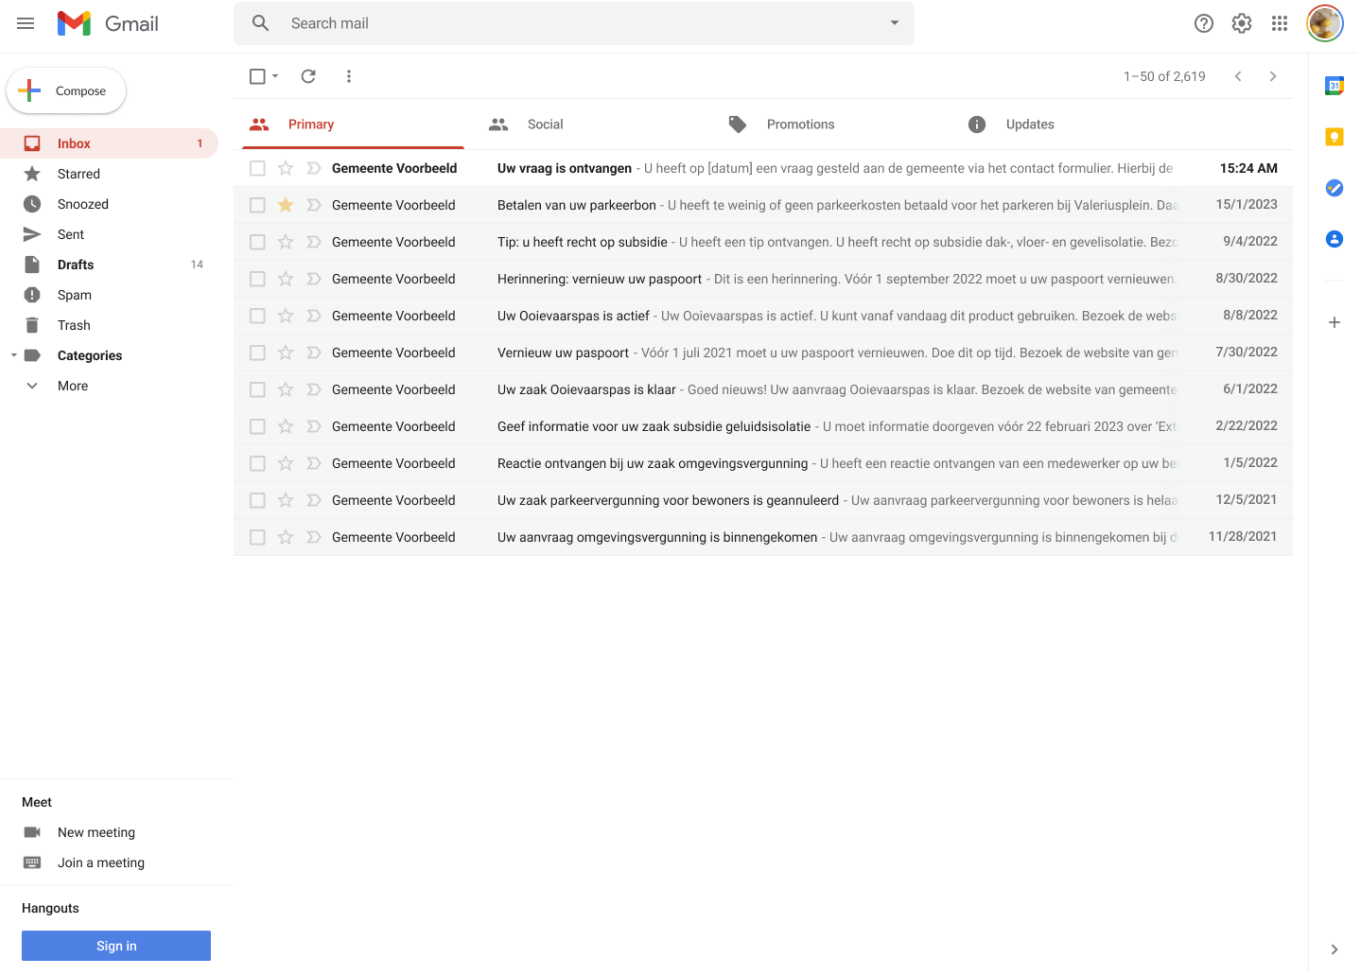 Gmail
Search mail
Compose
1–50 of 2,619
31
Inbox 1
Starred
Snoozed
Sent
Drafts 14
Spam
Trash
Categories
More
Primary
Social
Promotions
Updates
Gemeente Voorbeeld Uw vraag is ontvangen - U heeft op [datum] een vraag gesteld aan de gemeente via het contact formulier. Hierbij de 15:24 AM
Gemeente Voorbeeld Betalen van uw parkeerbon - U heeft te weinig of geen parkeerkosten betaald voor het parkeren bij Valeriusplein. 15/1/2023
Gemeente Voorbeeld Tip: u heeft recht op subsidie - U heeft een tip ontvangen. U heeft recht op subsidie dak-, vloer- en gevelisolatie. 9/4/2022
Gemeente Voorbeeld Herinnering: vernieuw uw paspoort - Dit is een herinnering. Vóór 1 september 2022 moet u uw paspoort vernieuwen. 8/30/2022
Gemeente Voorbeeld Uw Ooievaarspas is actief - Uw Ooievaarspas is actief. U kunt vanaf vandaag dit product gebruiken. Bezoek de webs 8/8/2022
Gemeente Voorbeeld Vernieuw uw paspoort - Vóór 1 juli 2021 moet u uw paspoort vernieuwen. Doe dit op tijd. Bezoek de website van gem 7/30/2022
Gemeente Voorbeeld Uw zaak Ooievaarspas is klaar - Goed nieuws! Uw aanvraag Ooievaarspas is klaar. Bezoek de website van gemeente 6/1/2022
Gemeente Voorbeeld Geef informatie voor uw zaak subsidie geluidsisolatie - U moet informatie doorgeven vóór 22 februari 2023 over 'Ext 2/22/2022
Gemeente Voorbeeld Reactie ontvangen bij uw zaak omgevingsvergunning - U heeft een reactie ontvangen van een medewerker op uw be 1/5/2022
Gemeente Voorbeeld Uw zaak parkeervergunning voor bewoners is geannuleerd - Uw aanvraag parkeervergunning voor bewoners is helaa 12/5/2021
Gemeente Voorbeeld Uw aanvraag omgevingsvergunning is binnengekomen - Uw aanvraag omgevingsvergunning is binnengekomen bij d 11/28/2021
Meet
New meeting
Join a meeting
Hangouts
Sign in